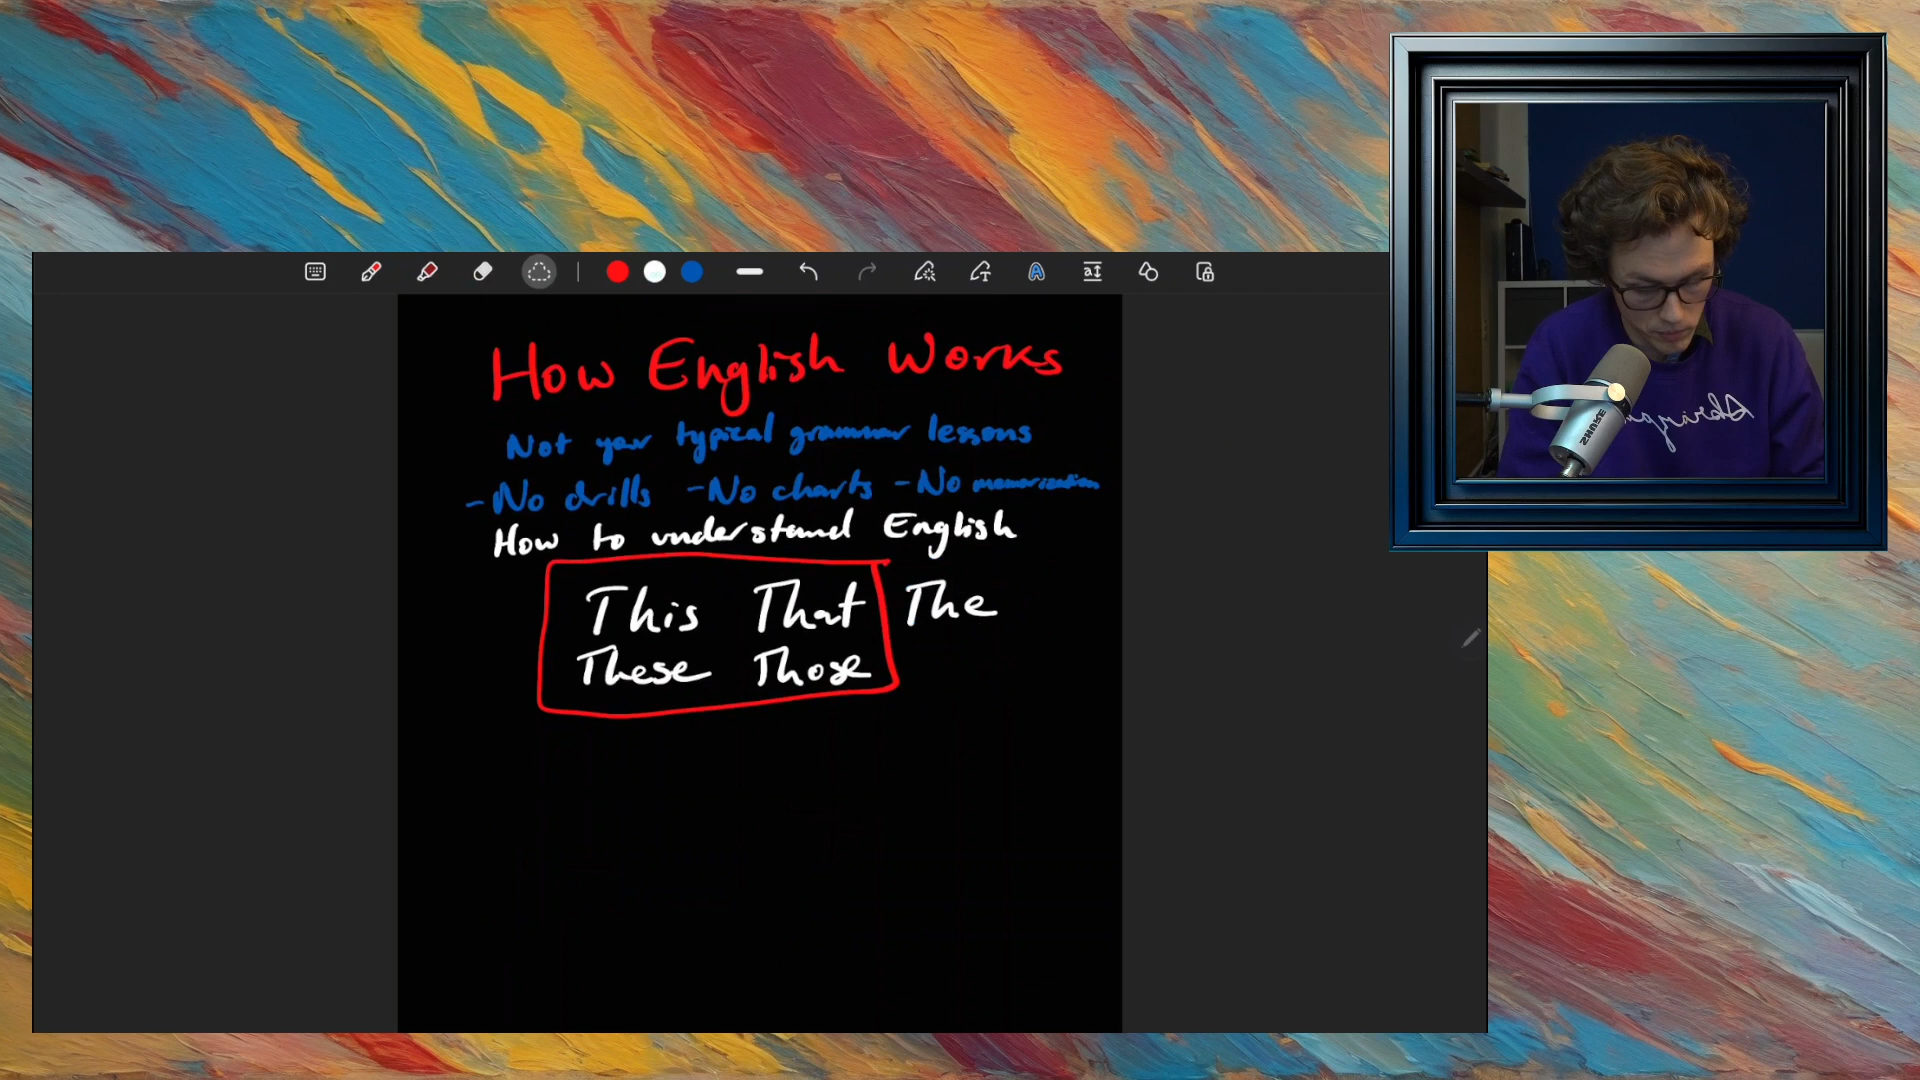 How English Works
Not your typical grammar lessons
-No drills -No charts -No memorization
How to understand English
This That The
These Those
SHURE